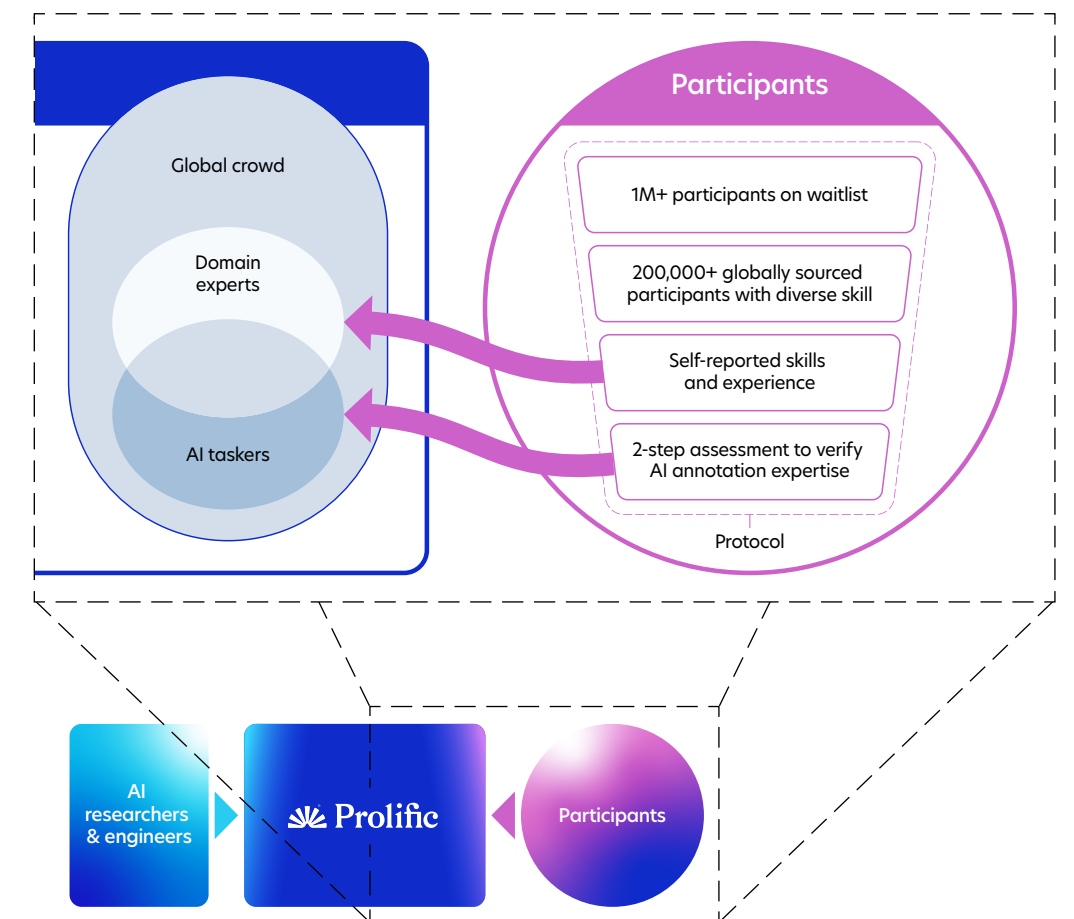 Participants
Global crowd
Domain
experts
AI taskers
1M+ participants on waitlist
200,000+ globally sourced
participants with diverse skill
Self-reported skills
and experience
2-step assessment to verify
AI annotation expertise
Protocol
AI
researchers
& engineers
Prolific
Participants